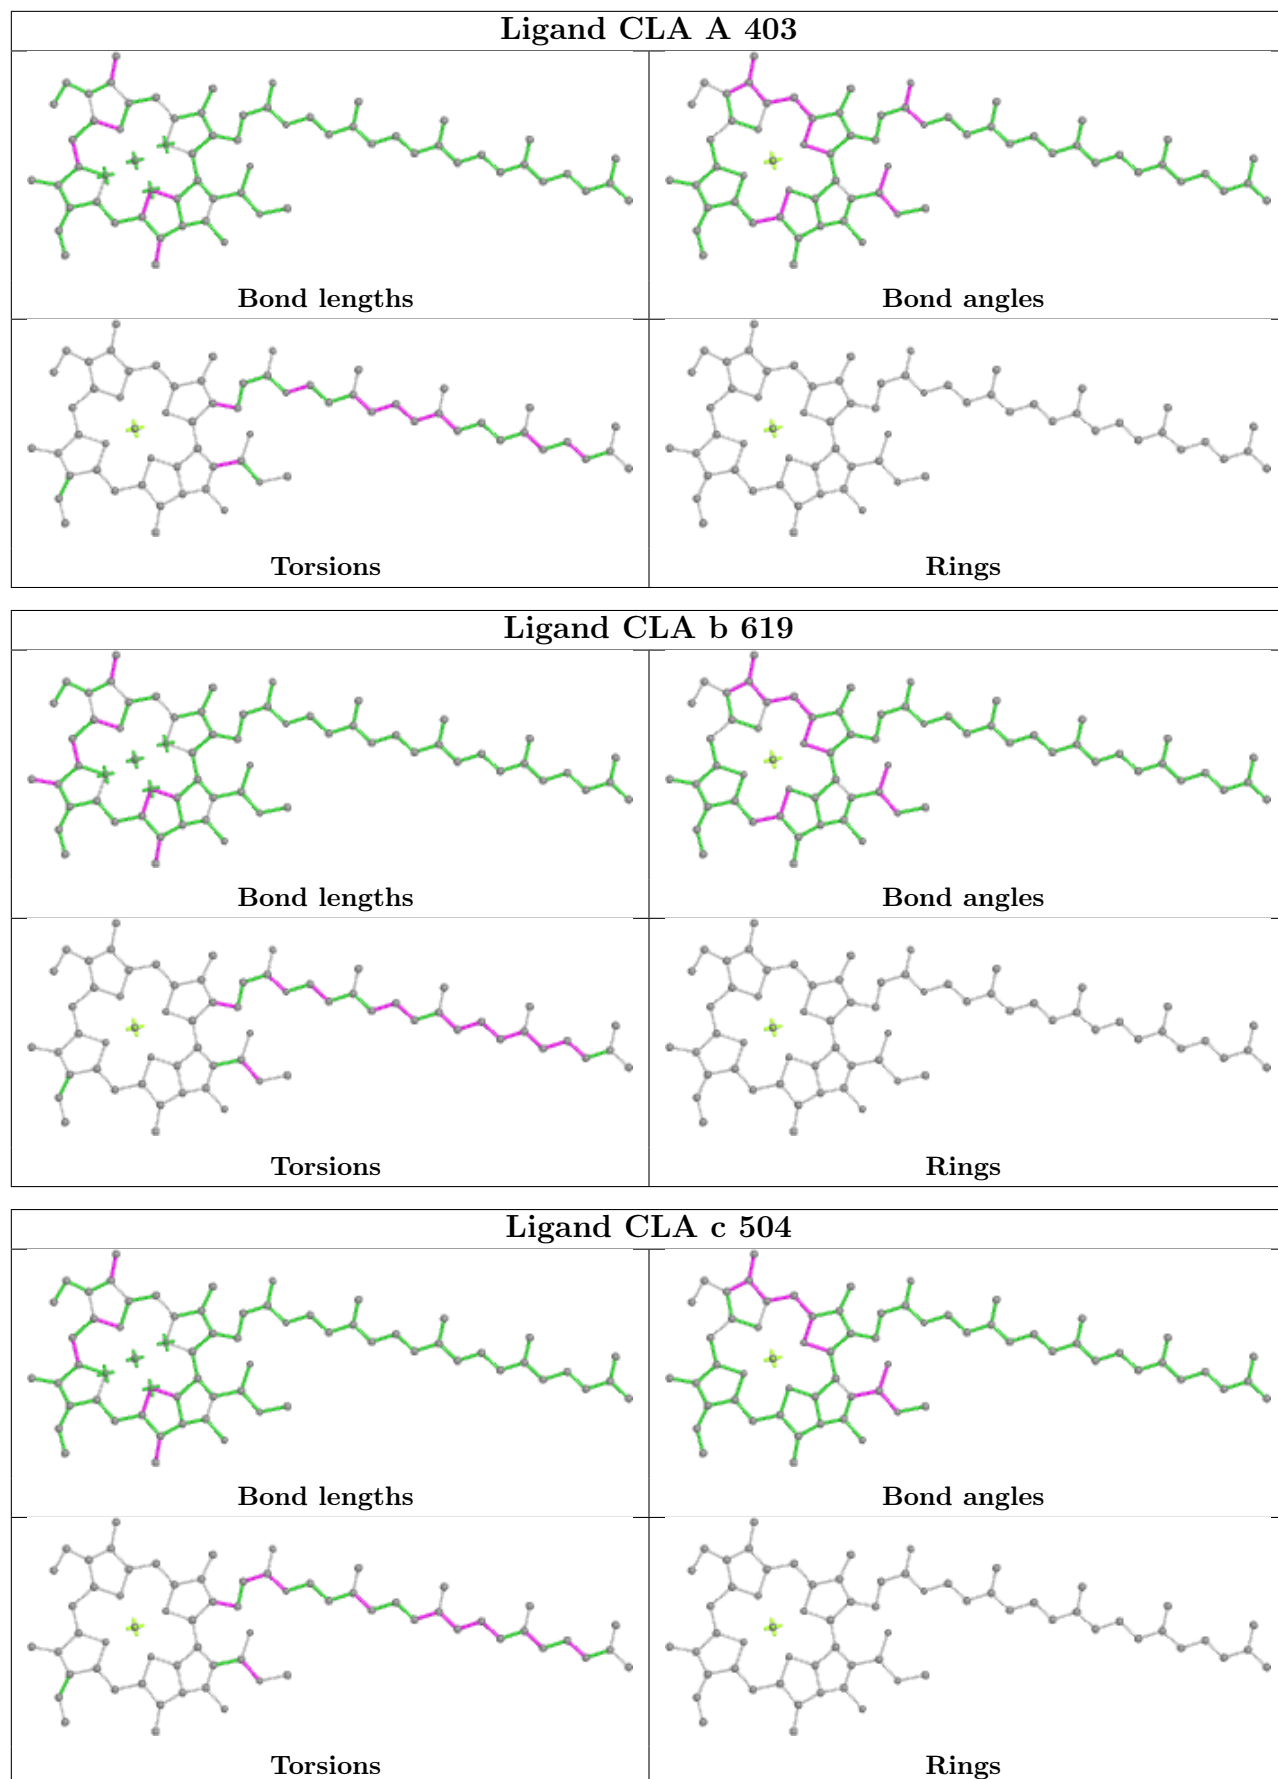 Ligand CLA A 403
Bond lengths
Bond angles
Torsions
Rings
Ligand CLA b 619
Bond lengths
Bond angles
Torsions
Rings
Ligand CLA c 504
Bond lengths
Bond angles
Torsions
Rings